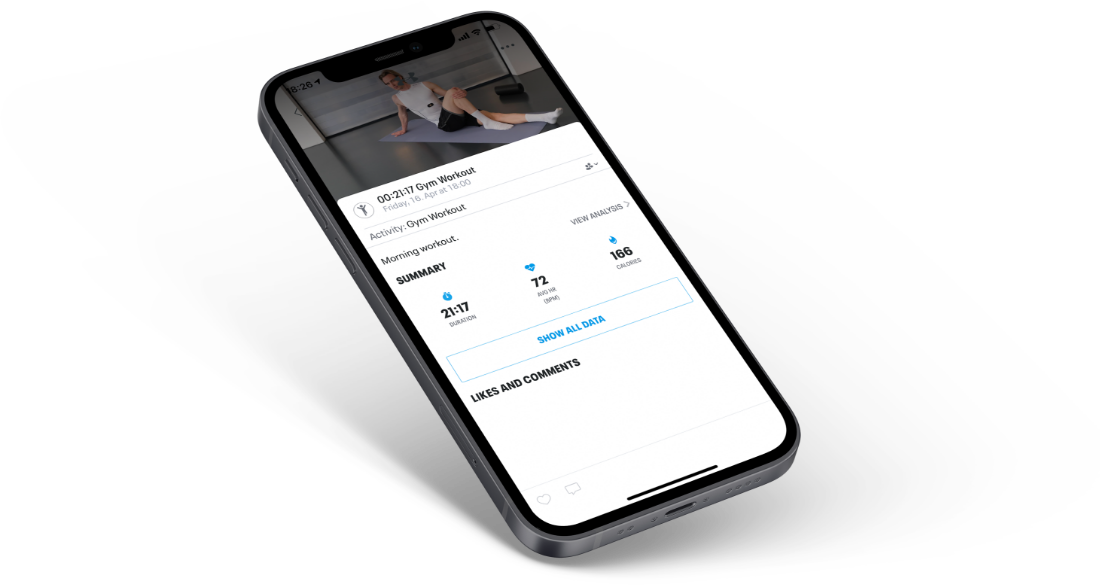 18:26
00:21:17 Gym Workout
Friday, 16. Apr at 18:00
Activity: Gym Workout
Morning workout.
VIEW ANALYSIS
SUMMARY
21:17
DURATION
72
AVG HR
(BPM)
166
CALORIES
SHOW ALL DATA
LIKES AND COMMENTS